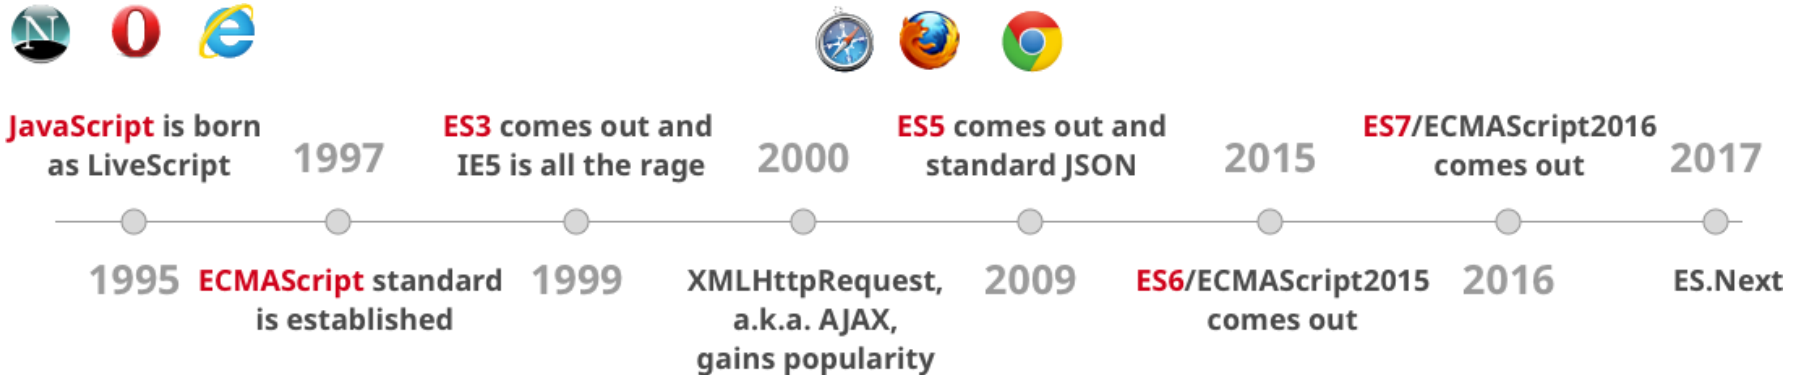 N
JavaScript is born
as LiveScript
1995
1997
ECMAScript standard
is established
ES3 comes out and
IE5 is all the rage
1999
2000
XMLHttpRequest,
a.k.a. AJAX,
gains popularity
ES5 comes out and
standard JSON
2009
2015
ES6/ECMAScript2015
comes out
ES7/ECMAScript2016
comes out
2016
2017
ES.Next